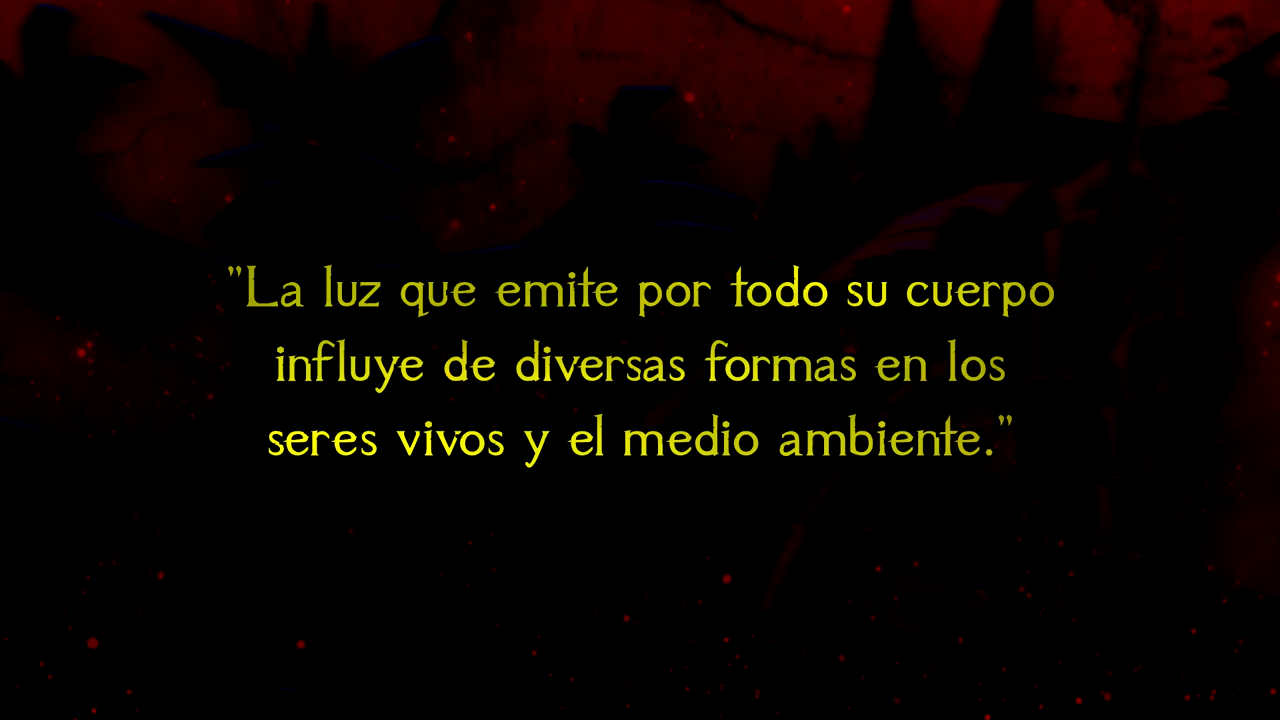 "La luz que emite por todo su cuerpo
influye de diversas formas en los
seres vivos y el medio ambiente."